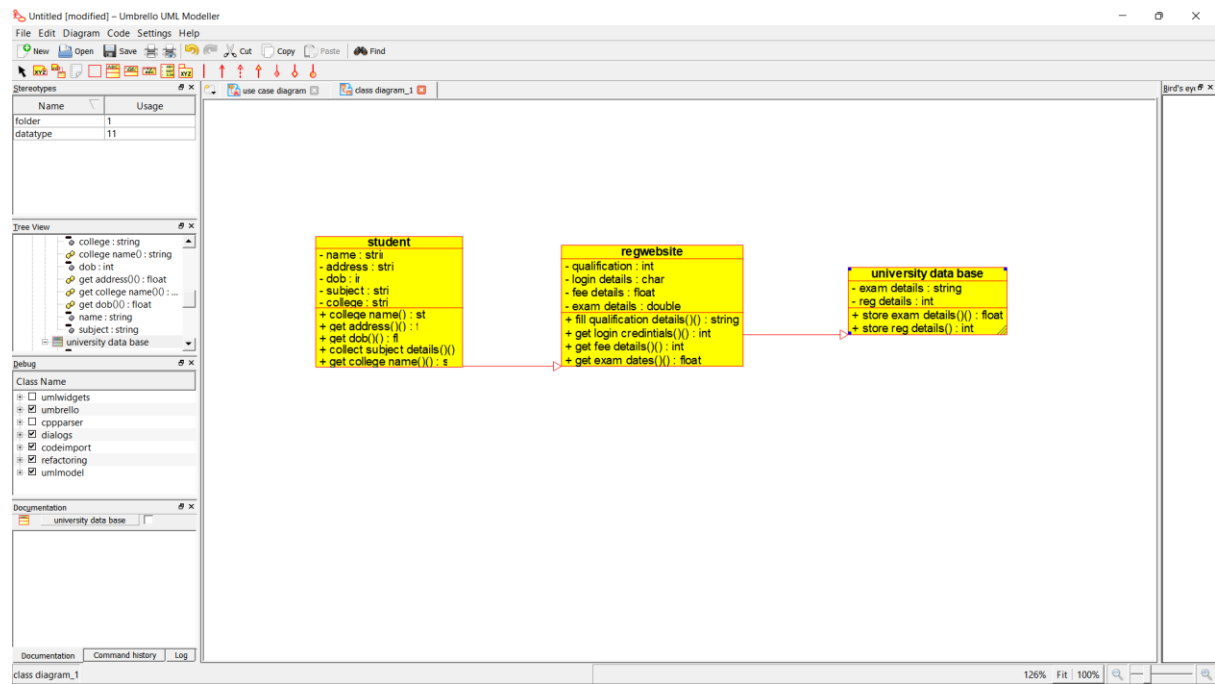 Untitled [modified] – Umbrello UML Modeller
File Edit Diagram Code Settings Help
New Open Save Cut Copy Paste Find
Stereotypes
Name Usage
folder 1
datatype 11
Tree View
college : string
college name() : string
dob : int
get address()() : float
get college name()() : ...
get dob()() : float
name : string
subject : string
university data base
Debug
Class Name
umlwidgets
umbrello
cppparser
dialogs
codeimport
refactoring
umlmodel
Documentation
university data base
Documentation Command history Log
use case diagram class diagram_1
student
- name : strii
- address : stri
- dob : ir
- subject : stri
- college : stri
+ college name() : st
+ get address()() : f
+ get dob()() : fl
+ collect subject details()()
+ get college name()() : s
regwebsite
- qualification : int
- login details : char
- fee details : float
- exam details : double
+ fill qualification details()() : string
+ get login credintials()() : int
+ get fee details()() : int
+ get exam dates()() : float
university data base
- exam details : string
- reg details : int
+ store exam details()() : float
+ store reg details() : int
Bird's eye
class diagram_1
126% Fit 100%